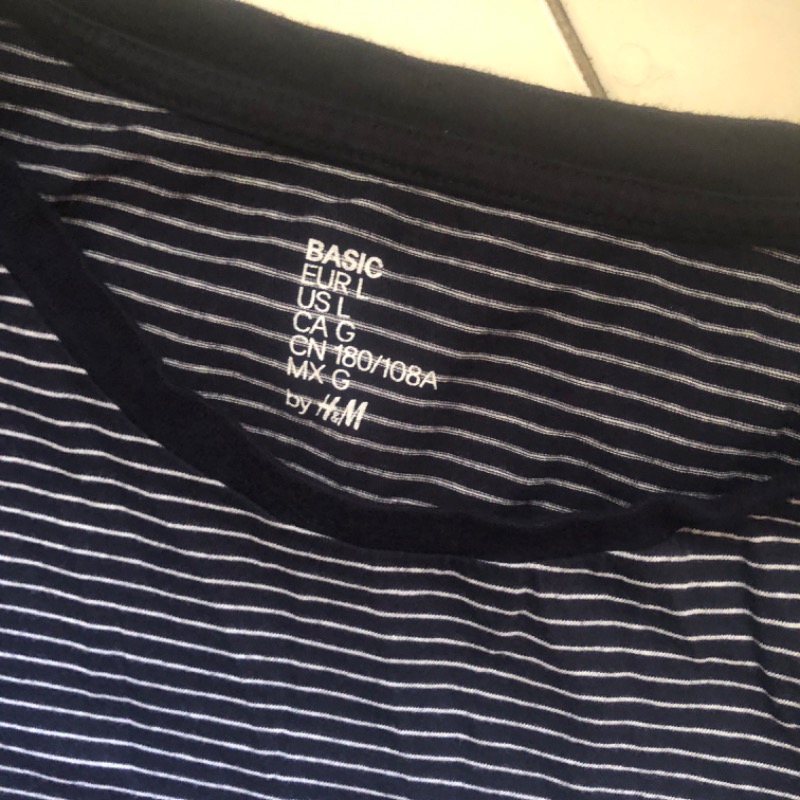 BASIC
EUR L
US L
CA G
CN 180/108A
MX G
by H&M